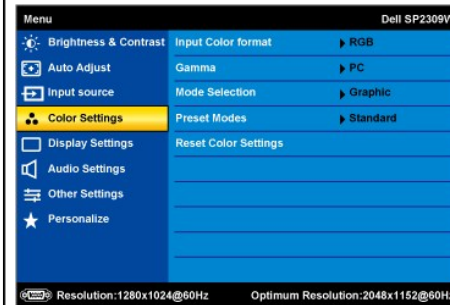 Menu Dell SP2309W
Brightness & Contrast Input Color format RGB
Auto Adjust Gamma PC
Input source Mode Selection Graphic
Color Settings Preset Modes Standard
Display Settings Reset Color Settings
Audio Settings
Other Settings
Personalize
Resolution:1280x1024@60Hz Optimum Resolution:2048x1152@60Hz